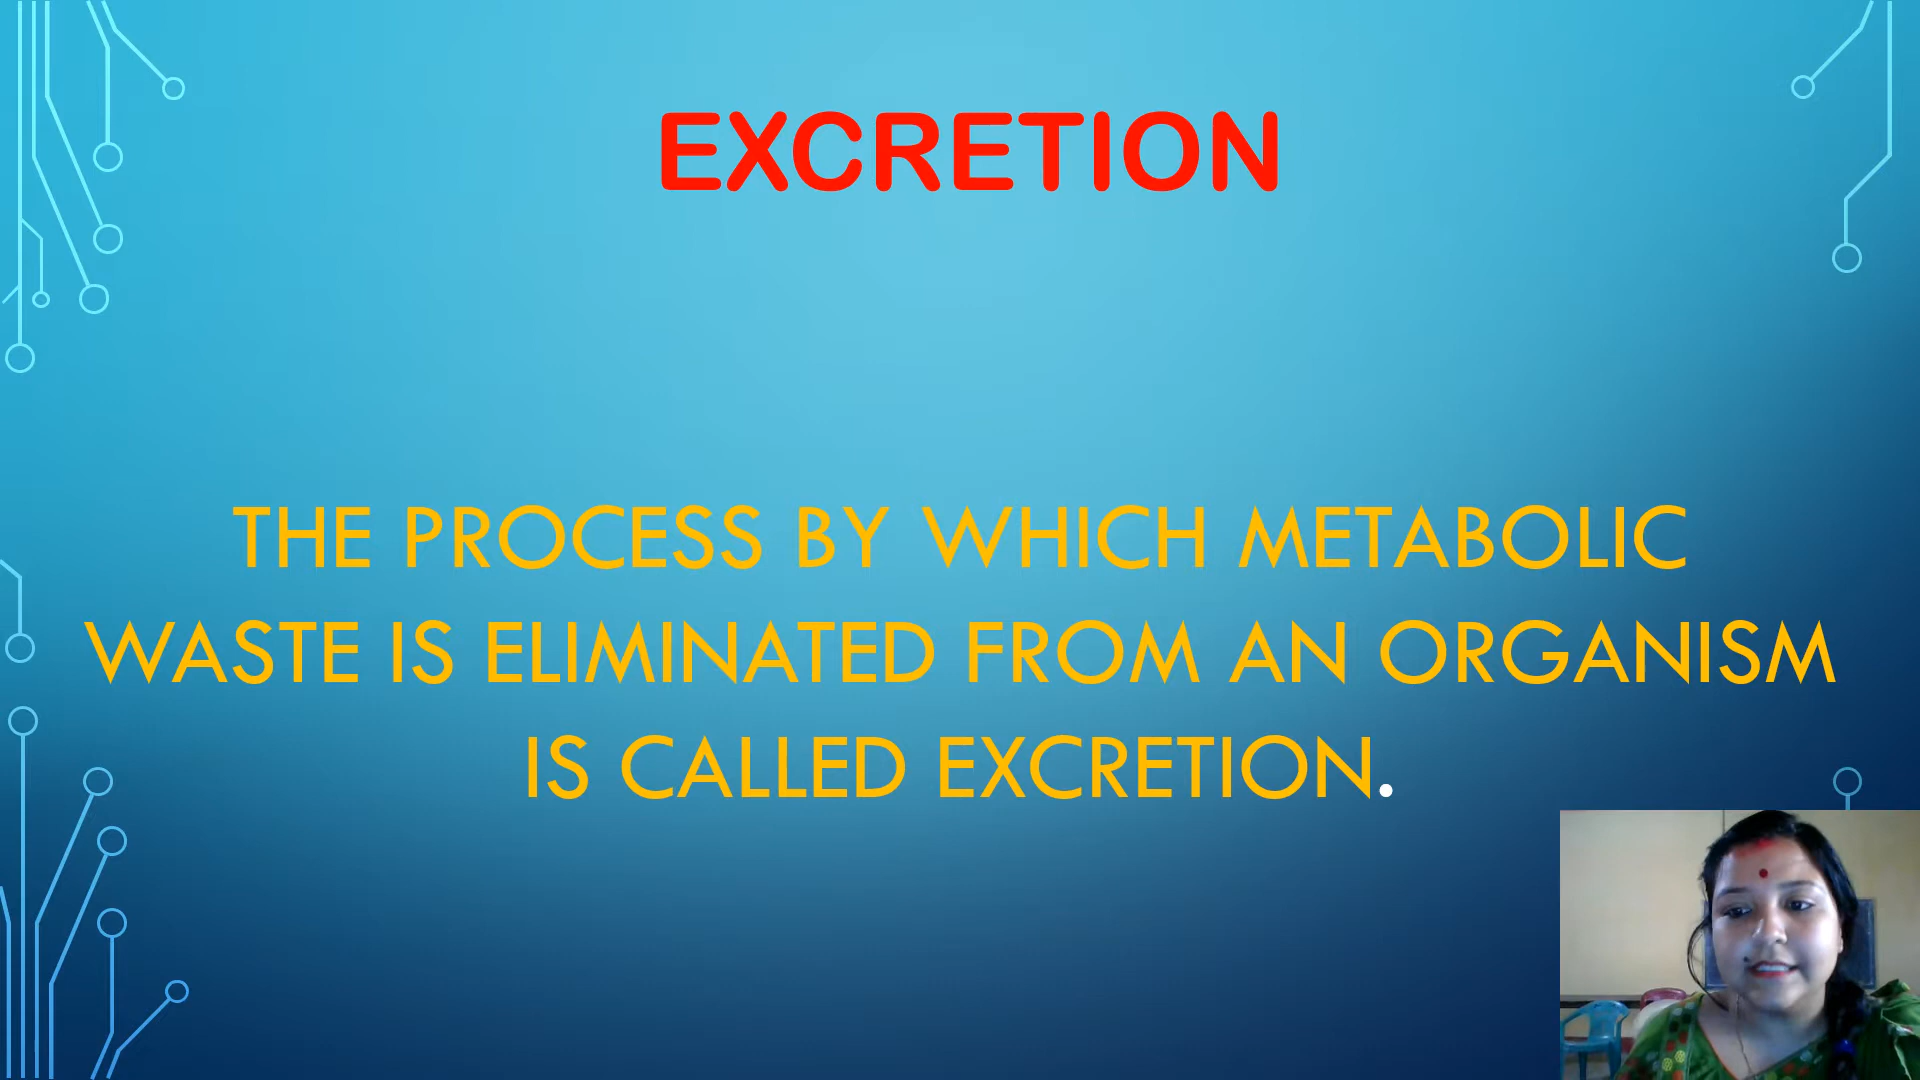 EXCRETION
THE PROCESS BY WHICH METABOLIC
WASTE IS ELIMINATED FROM AN ORGANISM
IS CALLED EXCRETION.